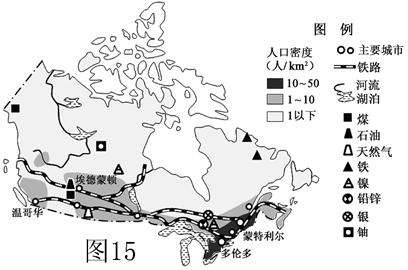 图 例
人口密度
(人/km²)
10~50
1~10
1以下
主要城市
铁路
河流
湖泊
煤
石油
天然气
铁
镍
铅锌
银
铀
埃德蒙顿
温哥华
蒙特利尔
多伦多
图15